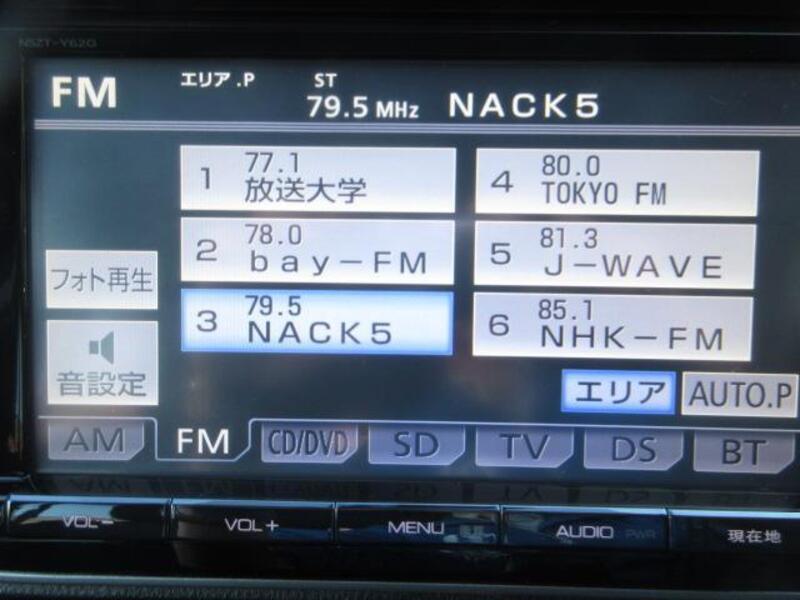 NSZT-Y62G
FM エリア.P ST 79.5 MHz NACK5
1 77.1 放送大学
4 80.0 TOKYO FM
2 78.0 bay-FM
5 81.3 J-WAVE
3 79.5 NACK5
6 85.1 NHK-FM
フォト再生
音設定
エリア AUTO.P
AM FM CD/DVD SD TV DS BT
VOL- VOL+ MENU AUDIO PWR 現在地